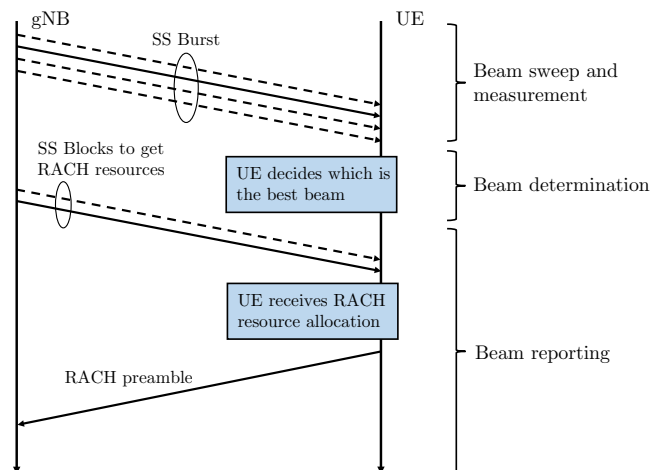 gNB
UE
SS Burst
Beam sweep and
measurement
SS Blocks to get
RACH resources
UE decides which is
the best beam
Beam determination
UE receives RACH
resource allocation
Beam reporting
RACH preamble